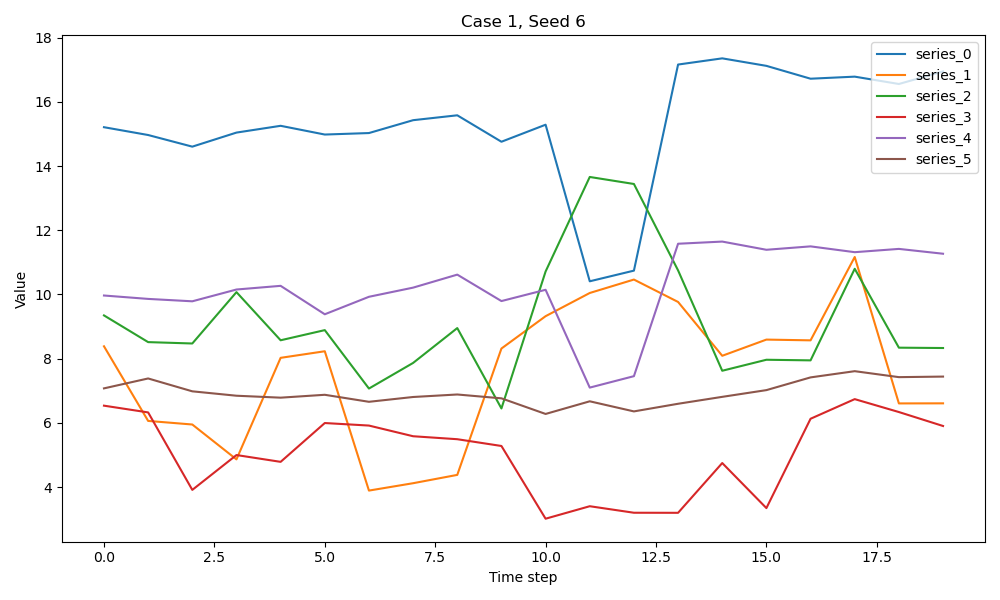 Case 1, Seed 6
18
16
14
12
10
8
6
4
Value
0.0 2.5 5.0 7.5 10.0 12.5 15.0 17.5
Time step
series_0
series_1
series_2
series_3
series_4
series_5